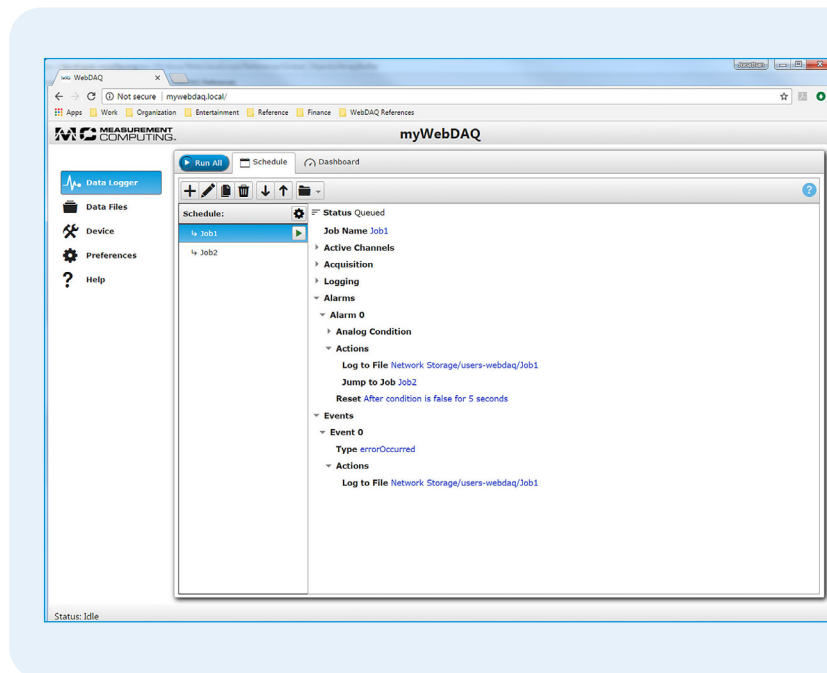 WebDAQ
Jonathan
Not secure | mywebdaq.local/
Apps Work Organization Entertainment Reference Finance WebDAQ References
MEASUREMENT
COMPUTING.
myWebDAQ
Run All Schedule Dashboard
Data Logger
Data Files
Device
Preferences
? Help
Schedule:
Job1
Job2
?
Status Queued
Job Name Job1
Active Channels
Acquisition
Logging
Alarms
Alarm 0
Analog Condition
Actions
Log to File Network Storage/users-webdaq/Job1
Jump to Job Job2
Reset After condition is false for 5 seconds
Events
Event 0
Type errorOccurred
Actions
Log to File Network Storage/users-webdaq/Job1
Status: Idle